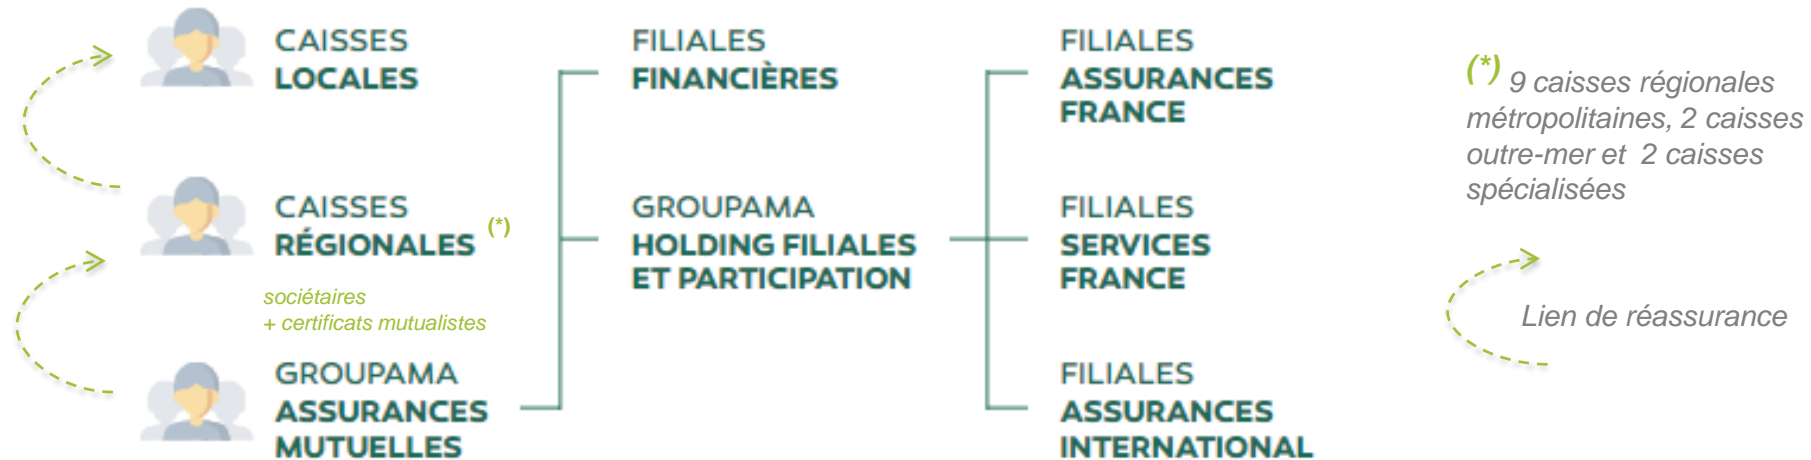 CAISSES
LOCALES
CAISSES
RÉGIONALES (*)
sociétaires
+ certificats mutualistes
GROUPAMA
ASSURANCES
MUTUELLES
FILIALES
FINANCIÈRES
GROUPAMA
HOLDING FILIALES
ET PARTICIPATION
FILIALES
ASSURANCES
FRANCE
FILIALES
SERVICES
FRANCE
FILIALES
ASSURANCES
INTERNATIONAL
(*) 9 caisses régionales
métropolitaines, 2 caisses
outre-mer et 2 caisses
spécialisées
Lien de réassurance